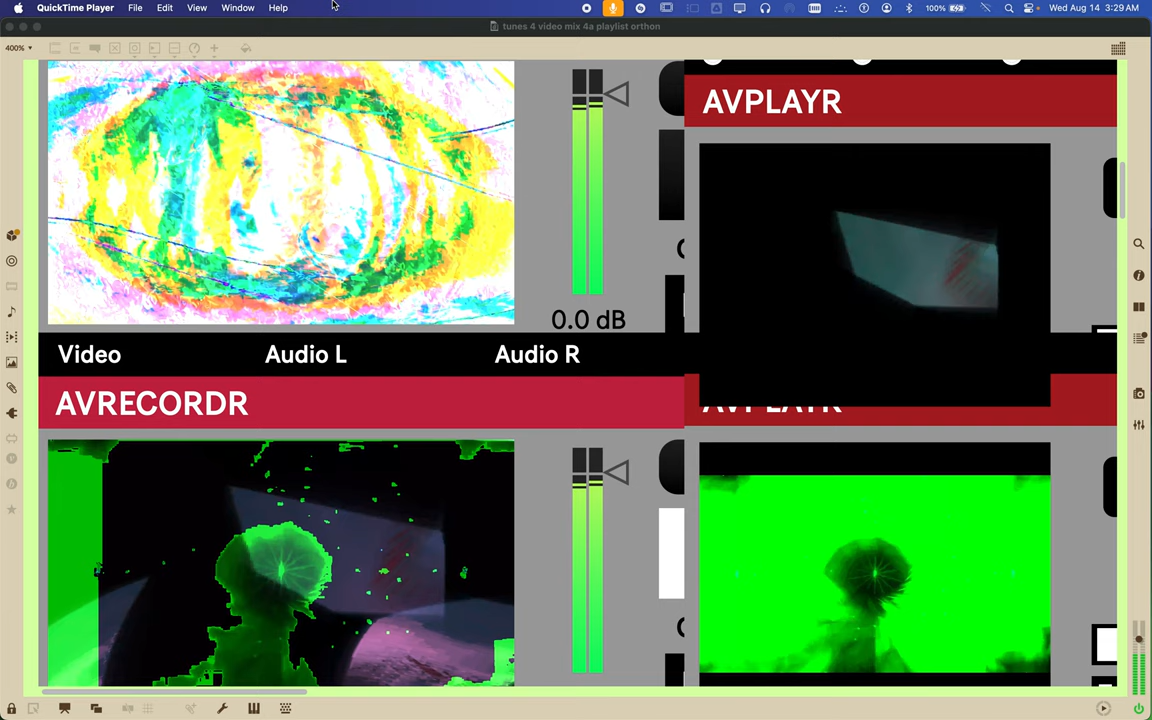 QuickTime Player File Edit View Window Help 100% Wed Aug 14 3:29 AM
tunes 4 video mix 4a playlist orthon
400%
AVPLAYR
0.0 dB
Video Audio L Audio R
AVRECORDR
AVPLAYR